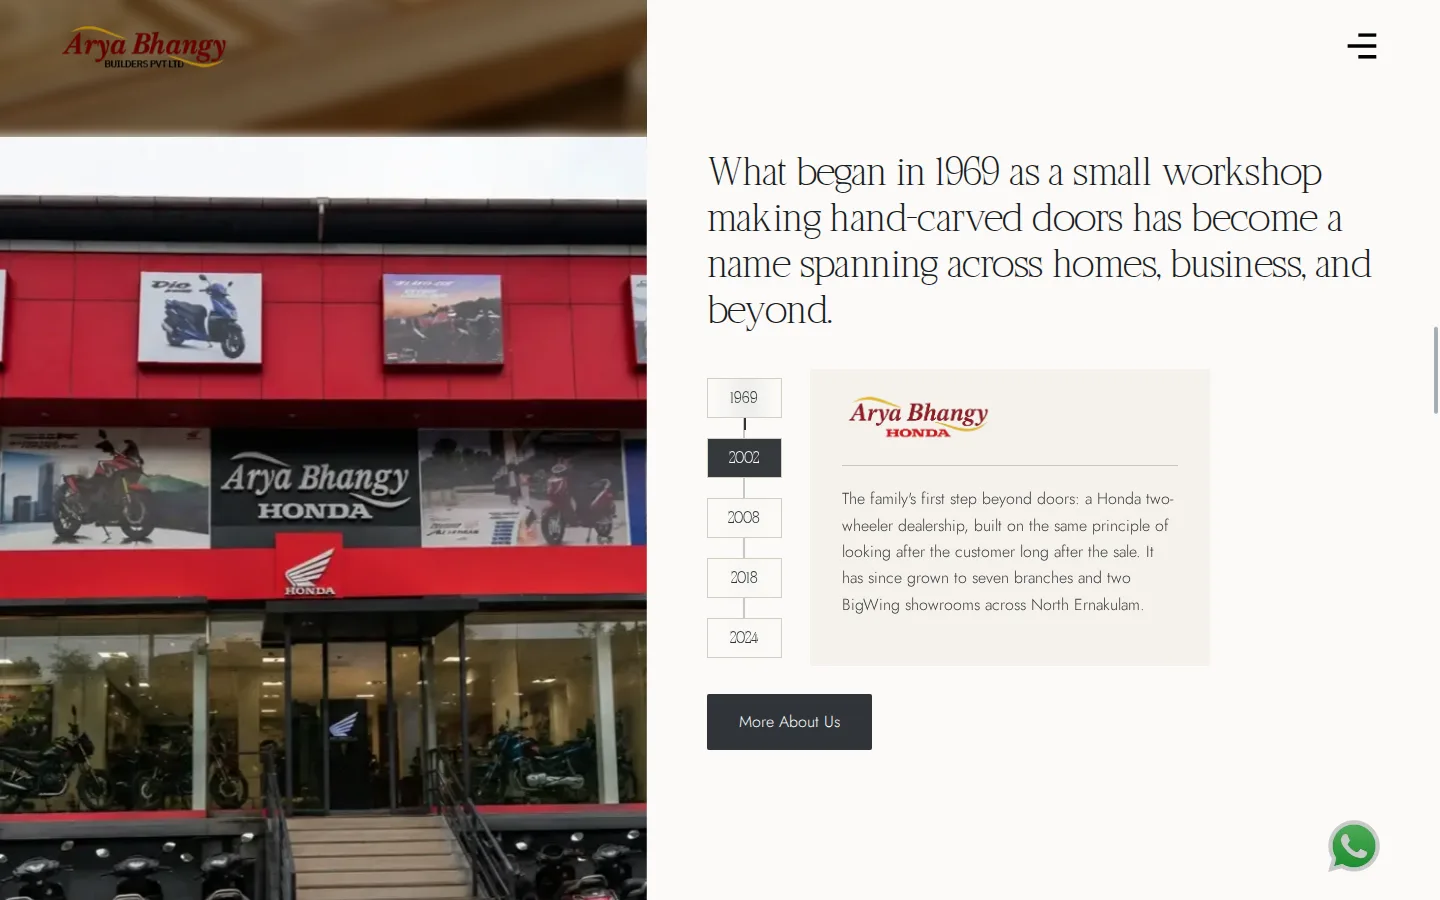 Arya Bhangy
BUILDERS PVT LTD
What began in 1969 as a small workshop
making hand-carved doors has become a
name spanning across homes, business, and
beyond.
1969
2002
2008
2018
2024
Arya Bhangy
HONDA
The family's first step beyond doors: a Honda two-
wheeler dealership, built on the same principle of
looking after the customer long after the sale. It
has since grown to seven branches and two
BigWing showrooms across North Ernakulam.
More About Us
Dio
Arya Bhangy
HONDA
HONDA